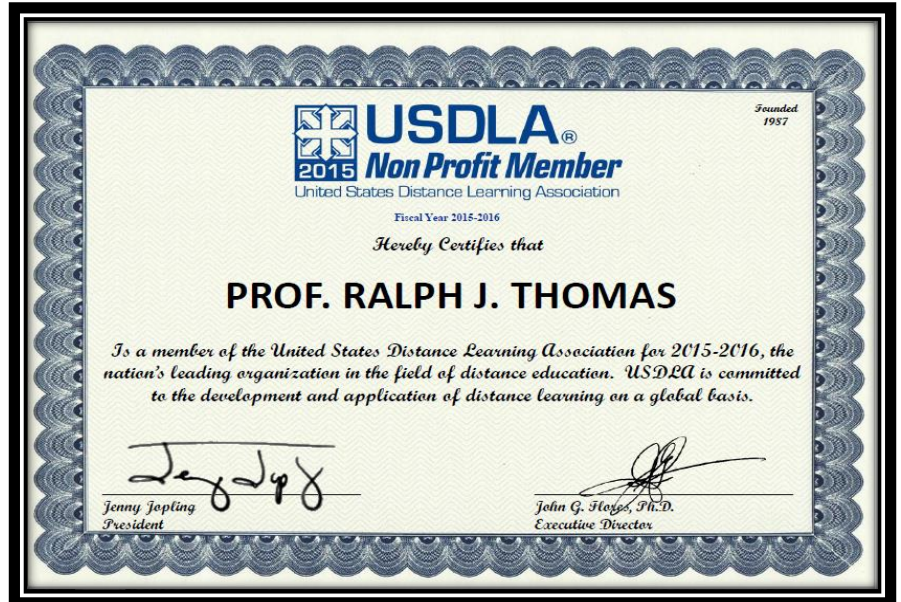 Founded
1987
USDLA®
2015 Non Profit Member
United States Distance Learning Association
Fiscal Year 2015-2016
Hereby Certifies that
PROF. RALPH J. THOMAS
Is a member of the United States Distance Learning Association for 2015-2016, the
nation's leading organization in the field of distance education. USDLA is committed
to the development and application of distance learning on a global basis.
Jenny Jopling
President
John G. Flores, Ph.D.
Executive Director